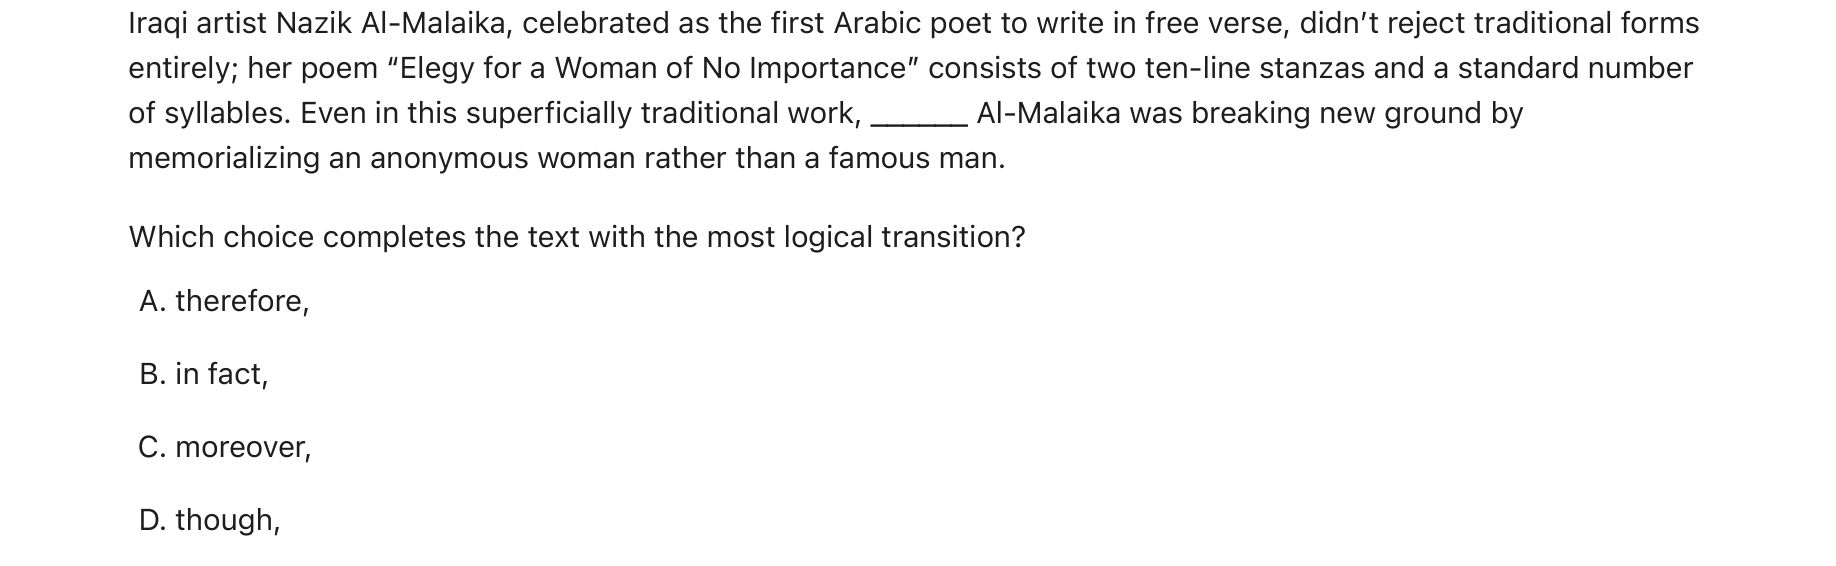 Iraqi artist Nazik Al-Malaika, celebrated as the first Arabic poet to write in free verse, didn’t reject traditional forms
entirely; her poem “Elegy for a Woman of No Importance” consists of two ten-line stanzas and a standard number
of syllables. Even in this superficially traditional work, ______ Al-Malaika was breaking new ground by
memorializing an anonymous woman rather than a famous man.
Which choice completes the text with the most logical transition?
A. therefore,
B. in fact,
C. moreover,
D. though,